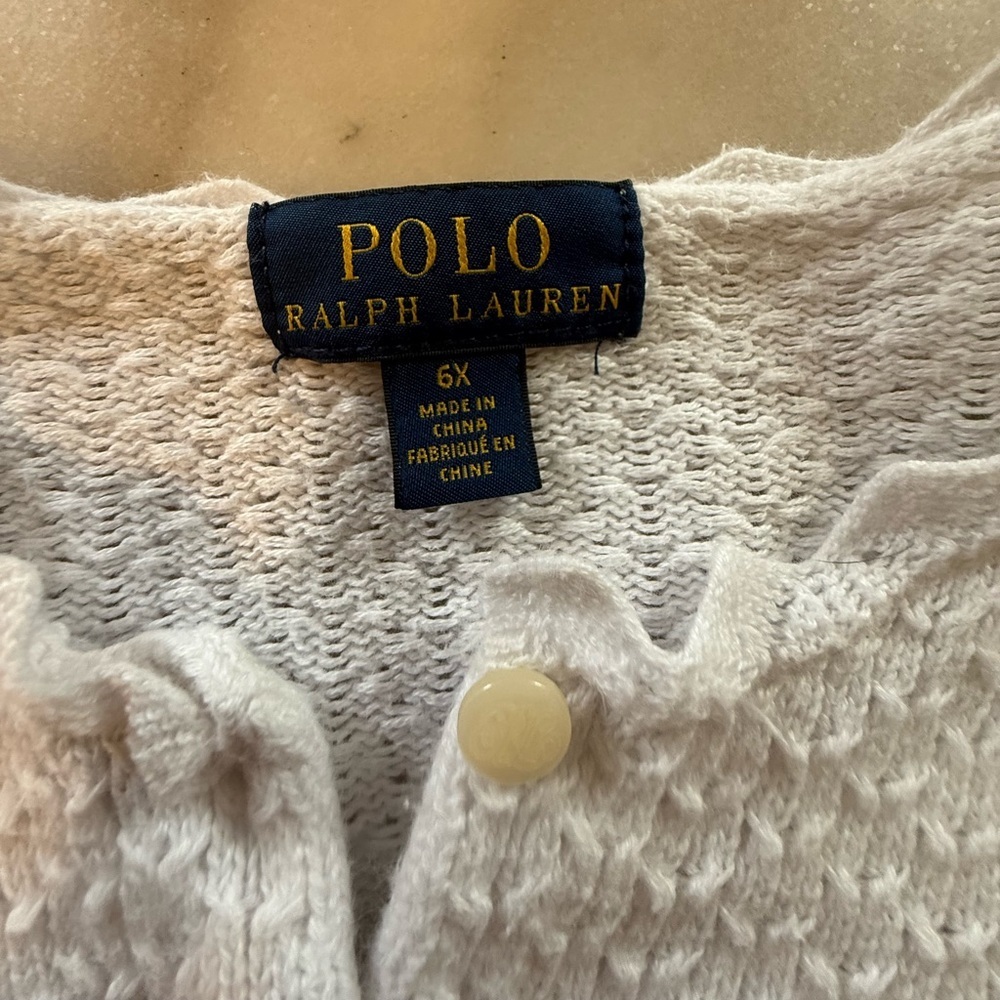 POLO
RALPH LAUREN
6X
MADE IN
CHINA
FABRIQUÉ EN
CHINE